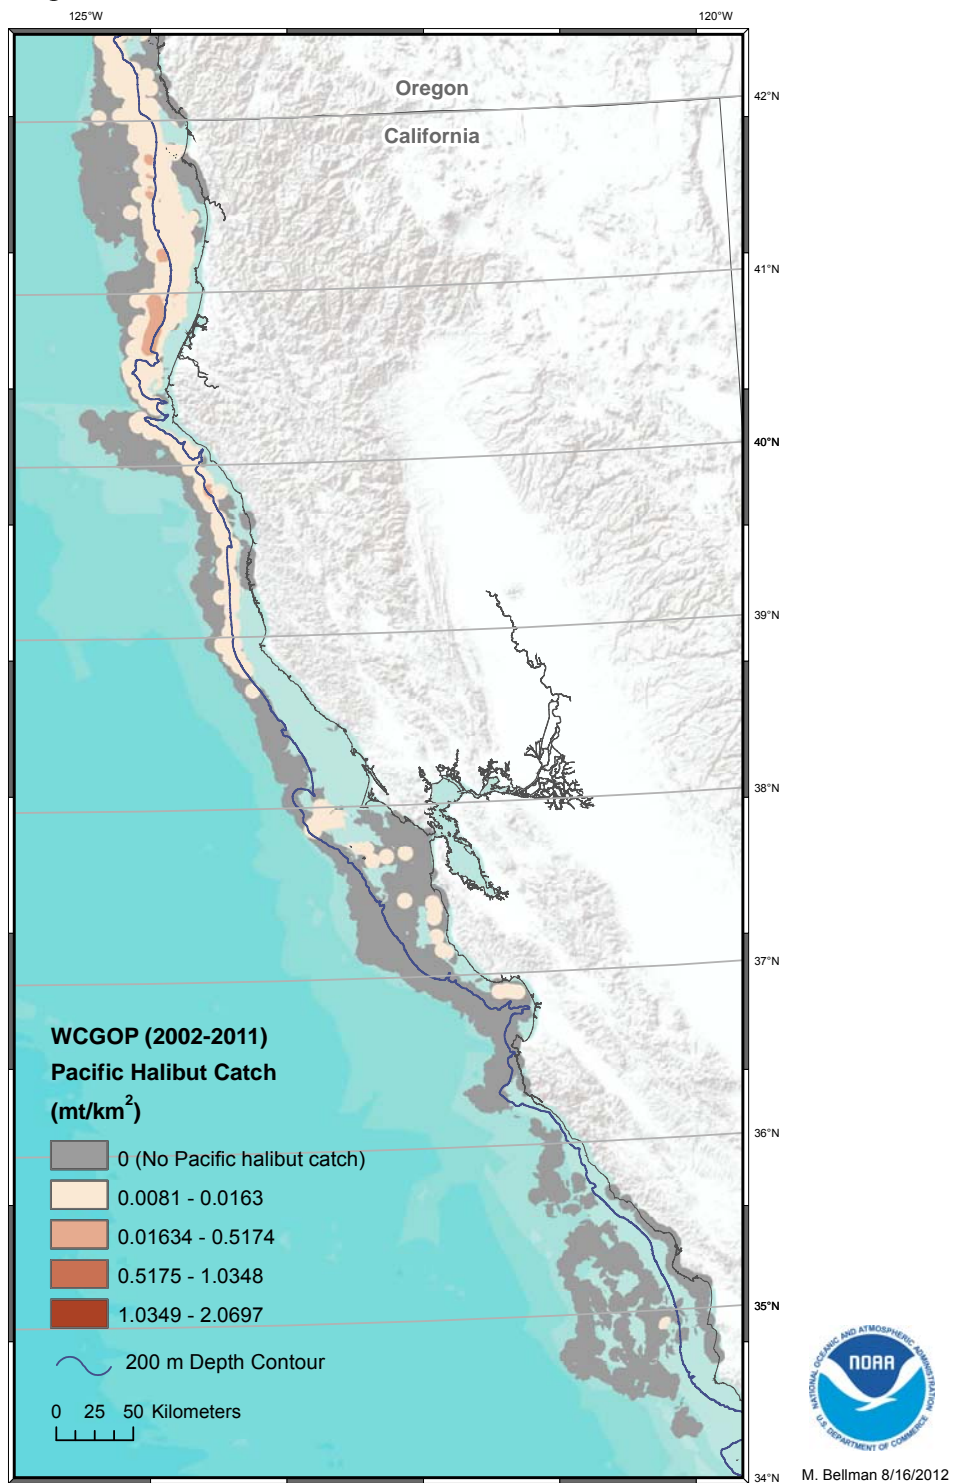 125°W
120°W
Oregon
California
42°N
41°N
40°N
39°N
38°N
37°N
36°N
35°N
34°N
WCGOP (2002-2011)
Pacific Halibut Catch
(mt/km²)
0 (No Pacific halibut catch)
0.0081 - 0.0163
0.01634 - 0.5174
0.5175 - 1.0348
1.0349 - 2.0697
200 m Depth Contour
0 25 50 Kilometers
NATIONAL OCEANIC AND ATMOSPHERIC ADMINISTRATION
NOAA
U.S. DEPARTMENT OF COMMERCE
M. Bellman 8/16/2012